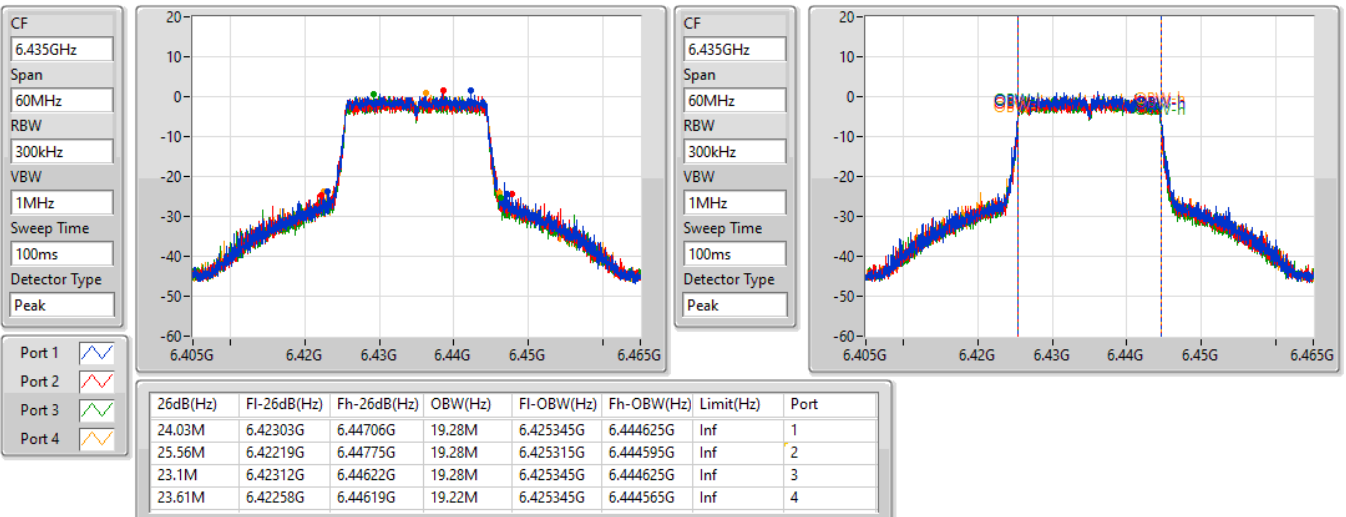 CF
6.435GHz
Span
60MHz
RBW
300kHz
VBW
1MHz
Sweep Time
100ms
Detector Type
Peak
20
10
0
-10
-20
-30
-40
-50
-60
6.405G 6.42G 6.43G 6.44G 6.45G 6.465G
CF
6.435GHz
Span
60MHz
RBW
300kHz
VBW
1MHz
Sweep Time
100ms
Detector Type
Peak
20
10
0
-10
-20
-30
-40
-50
-60
6.405G 6.42G 6.43G 6.44G 6.45G 6.465G
Port 1
Port 2
Port 3
Port 4
26dB(Hz) Fl-26dB(Hz) Fh-26dB(Hz) OBW(Hz) Fl-OBW(Hz) Fh-OBW(Hz) Limit(Hz) Port
24.03M 6.42303G 6.44706G 19.28M 6.425345G 6.444625G Inf 1
25.56M 6.42219G 6.44775G 19.28M 6.425315G 6.444595G Inf 2
23.1M 6.42312G 6.44622G 19.28M 6.425345G 6.444625G Inf 3
23.61M 6.42258G 6.44619G 19.22M 6.425345G 6.444565G Inf 4